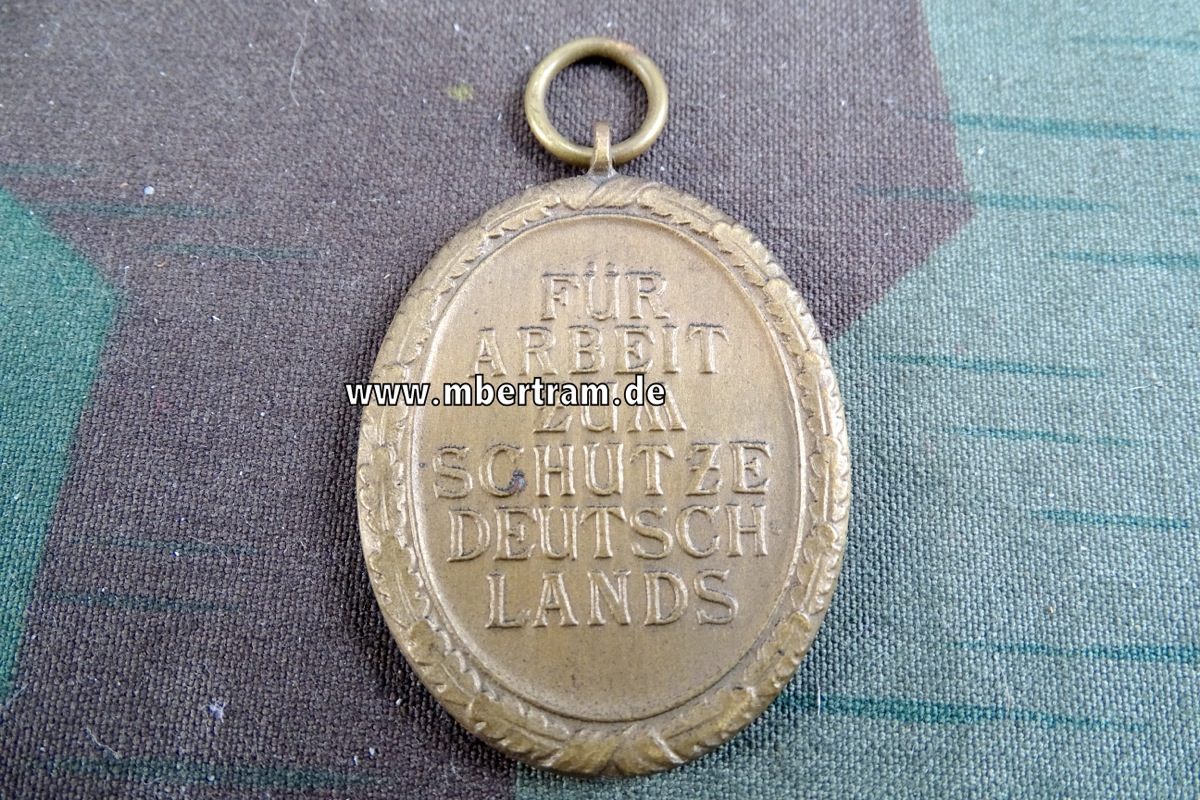 FÜR
ARBEIT
www.mbertram.de
ZUM
SCHUTZE
DEUTSCH
LANDS